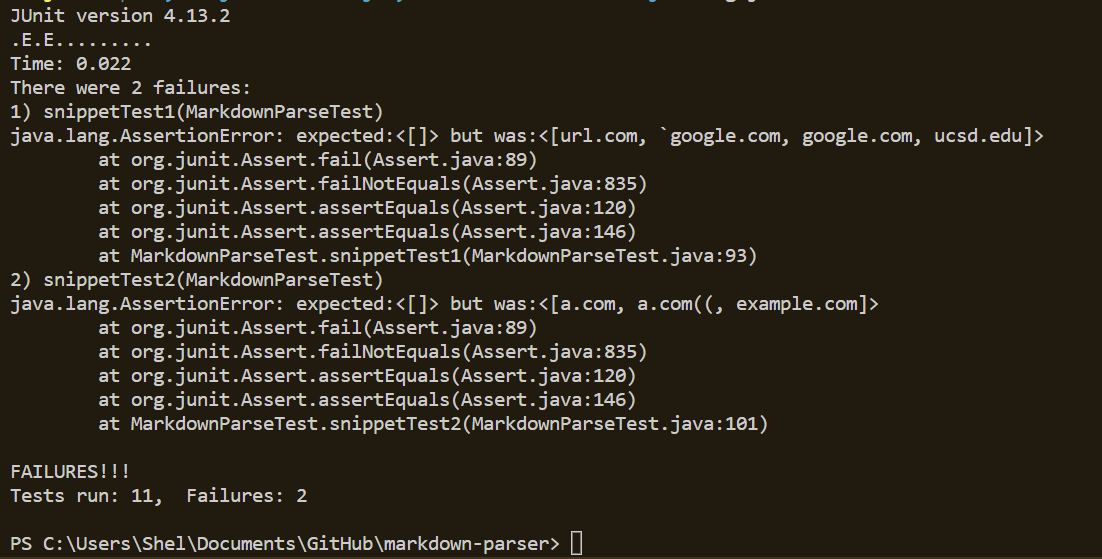 JUnit version 4.13.2
.E.E.........
Time: 0.022
There were 2 failures:
1) snippetTest1(MarkdownParseTest)
java.lang.AssertionError: expected:<[]> but was:<[url.com, `google.com, google.com, ucsd.edu]>
        at org.junit.Assert.fail(Assert.java:89)
        at org.junit.Assert.failNotEquals(Assert.java:835)
        at org.junit.Assert.assertEquals(Assert.java:120)
        at org.junit.Assert.assertEquals(Assert.java:146)
        at MarkdownParseTest.snippetTest1(MarkdownParseTest.java:93)
2) snippetTest2(MarkdownParseTest)
java.lang.AssertionError: expected:<[]> but was:<[a.com, a.com((, example.com]>
        at org.junit.Assert.fail(Assert.java:89)
        at org.junit.Assert.failNotEquals(Assert.java:835)
        at org.junit.Assert.assertEquals(Assert.java:120)
        at org.junit.Assert.assertEquals(Assert.java:146)
        at MarkdownParseTest.snippetTest2(MarkdownParseTest.java:101)
FAILURES!!!
Tests run: 11,  Failures: 2
PS C:\Users\Shel\Documents\GitHub\markdown-parser>